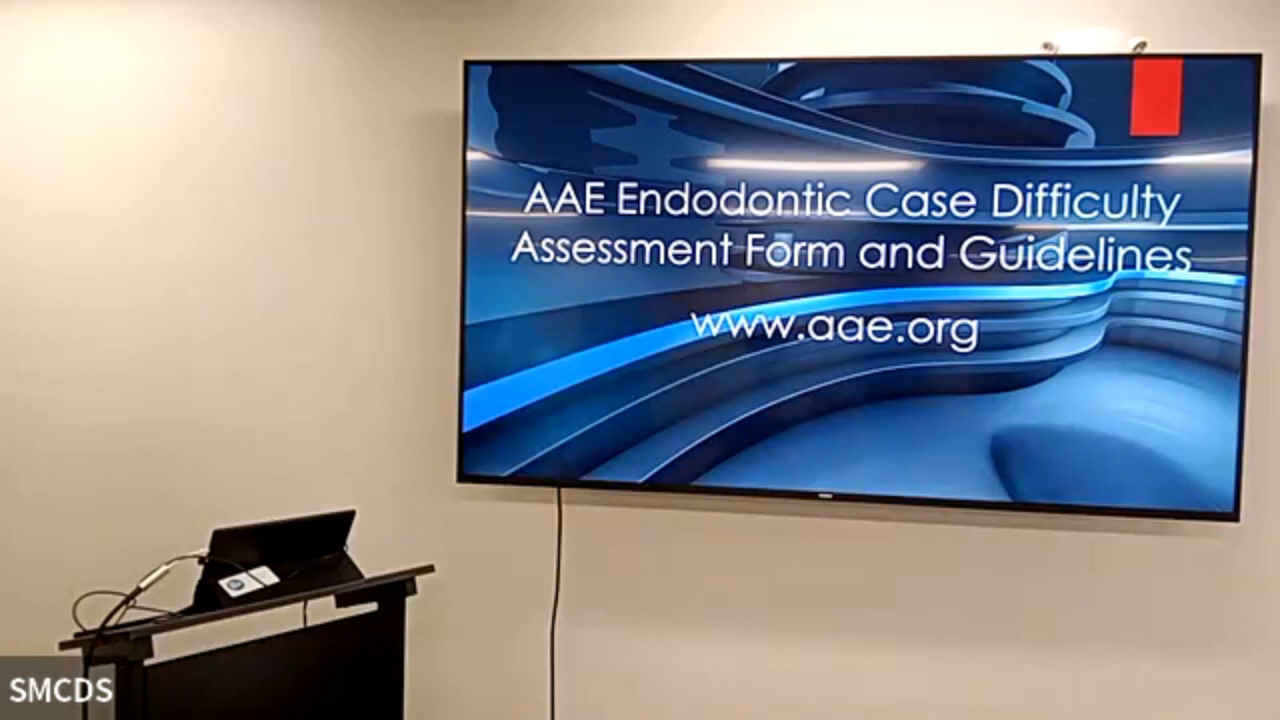 AAE Endodontic Case Difficulty
Assessment Form and Guidelines
www.aae.org
SMCDS